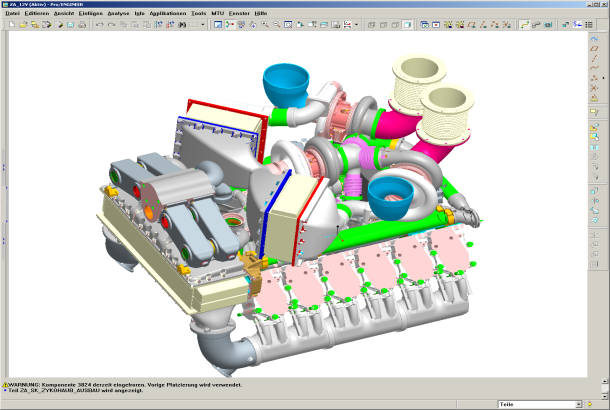 ZA_12V (Aktiv) - Pro/ENGINEER
Datei Editieren Ansicht Einfügen Analyse Info Applikationen Tools MTU Fenster Hilfe
WARNUNG: Komponente 3824 derzeit eingefroren. Vorige Platzierung wird verwendet.
Teil ZA_SK_ZYKOHAUB_AUSBAU wird angezeigt.
Teile